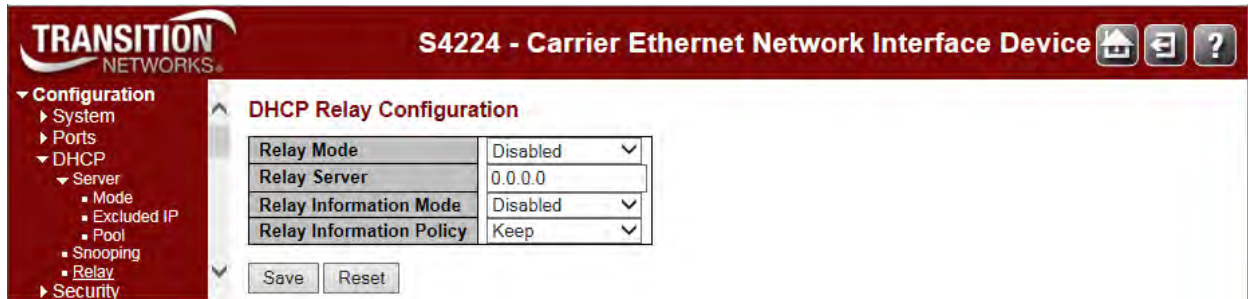 TRANSITION
NETWORKS®
S4224 - Carrier Ethernet Network Interface Device
Configuration
System
Ports
DHCP
Server
Mode
Excluded IP
Pool
Snooping
Relay
Security
DHCP Relay Configuration
Relay Mode Disabled
Relay Server 0.0.0.0
Relay Information Mode Disabled
Relay Information Policy Keep
Save Reset